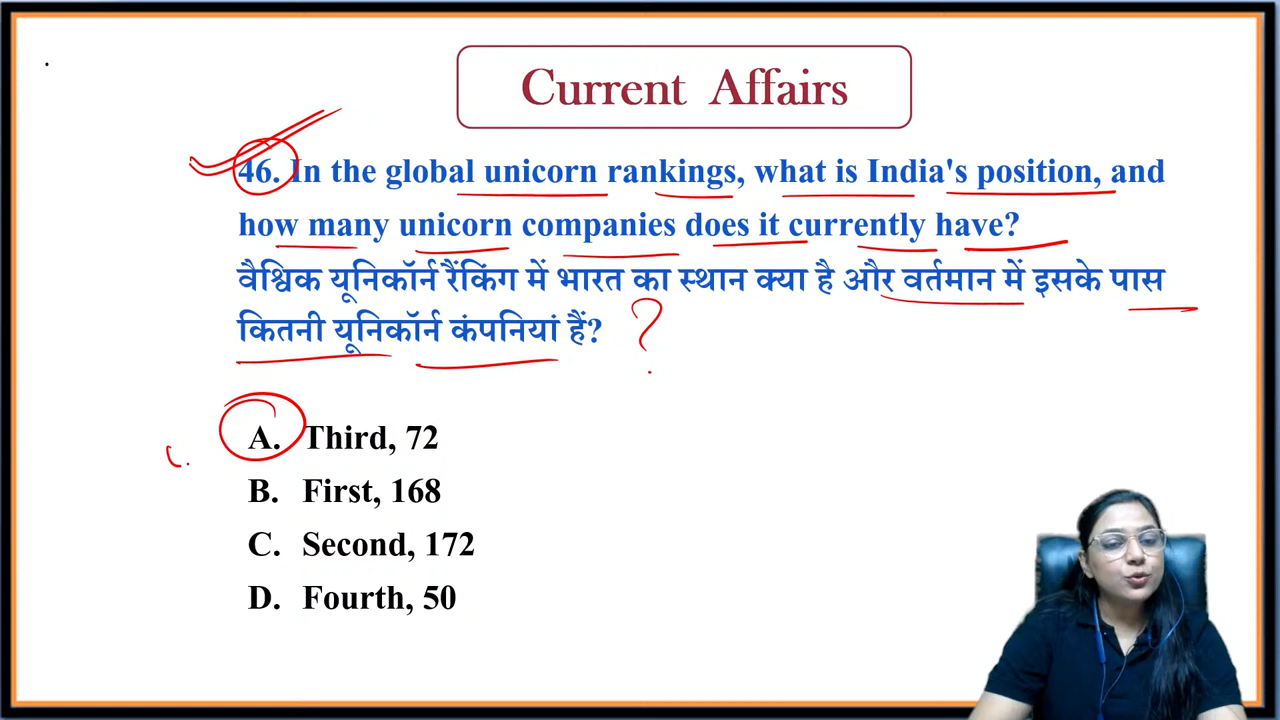 Current Affairs
46. In the global unicorn rankings, what is India's position, and
how many unicorn companies does it currently have?
वैश्विक यूनिकॉर्न रैंकिंग में भारत का स्थान क्या है और वर्तमान में इसके पास
कितनी यूनिकॉर्न कंपनियां हैं?
?
A. Third, 72
B. First, 168
C. Second, 172
D. Fourth, 50